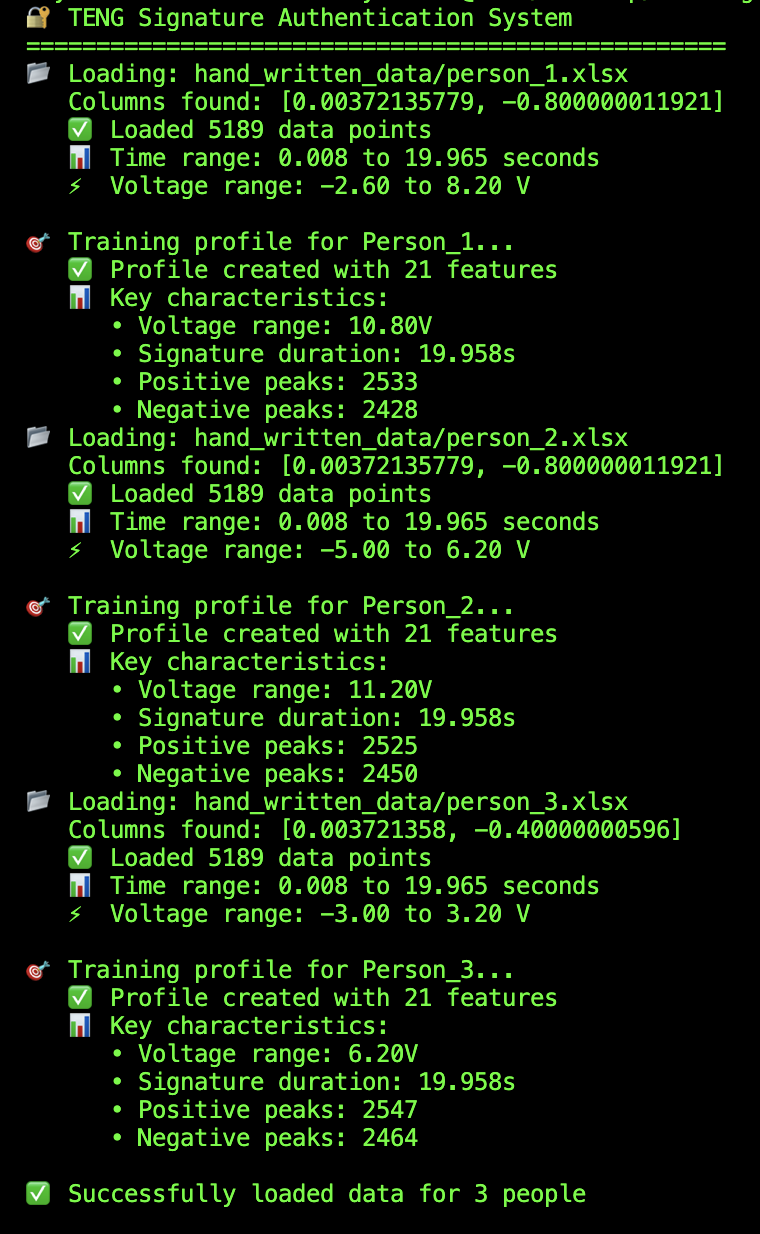 🔐 TENG Signature Authentication System
==================================================
📂 Loading: hand_written_data/person_1.xlsx
Columns found: [0.00372135779, -0.800000011921]
✅ Loaded 5189 data points
📊 Time range: 0.008 to 19.965 seconds
⚡ Voltage range: -2.60 to 8.20 V
🎯 Training profile for Person_1...
✅ Profile created with 21 features
📊 Key characteristics:
• Voltage range: 10.80V
• Signature duration: 19.958s
• Positive peaks: 2533
• Negative peaks: 2428
📂 Loading: hand_written_data/person_2.xlsx
Columns found: [0.00372135779, -0.800000011921]
✅ Loaded 5189 data points
📊 Time range: 0.008 to 19.965 seconds
⚡ Voltage range: -5.00 to 6.20 V
🎯 Training profile for Person_2...
✅ Profile created with 21 features
📊 Key characteristics:
• Voltage range: 11.20V
• Signature duration: 19.958s
• Positive peaks: 2525
• Negative peaks: 2450
📂 Loading: hand_written_data/person_3.xlsx
Columns found: [0.003721358, -0.40000000596]
✅ Loaded 5189 data points
📊 Time range: 0.008 to 19.965 seconds
⚡ Voltage range: -3.00 to 3.20 V
🎯 Training profile for Person_3...
✅ Profile created with 21 features
📊 Key characteristics:
• Voltage range: 6.20V
• Signature duration: 19.958s
• Positive peaks: 2547
• Negative peaks: 2464
✅ Successfully loaded data for 3 people